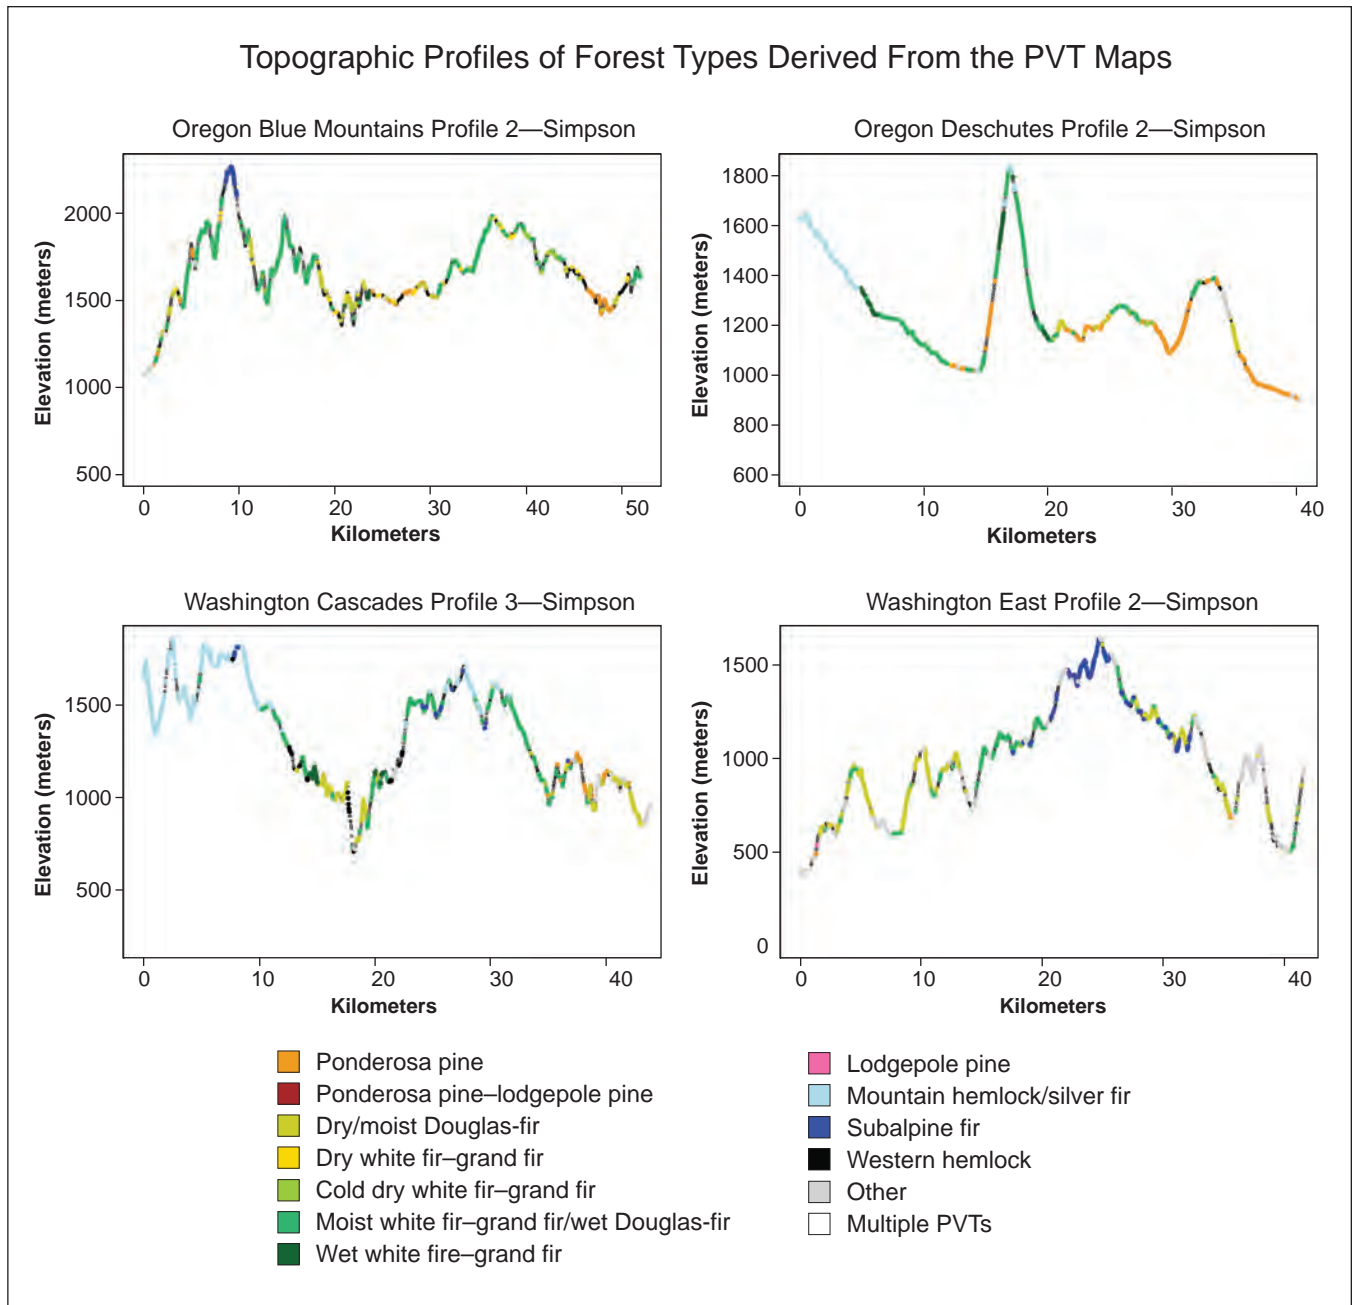 Topographic Profiles of Forest Types Derived From the PVT Maps
Oregon Blue Mountains Profile 2—Simpson
Elevation (meters)
2000
1500
1000
500
0 10 20 30 40 50
Kilometers
Oregon Deschutes Profile 2—Simpson
Elevation (meters)
1800
1600
1400
1200
1000
800
600
0 10 20 30 40
Kilometers
Washington Cascades Profile 3—Simpson
Elevation (meters)
1500
1000
500
0 10 20 30 40
Kilometers
Washington East Profile 2—Simpson
Elevation (meters)
1500
1000
500
0
0 10 20 30 40
Kilometers
Ponderosa pine
Ponderosa pine–lodgepole pine
Dry/moist Douglas-fir
Dry white fir–grand fir
Cold dry white fir–grand fir
Moist white fir–grand fir/wet Douglas-fir
Wet white fire–grand fir
Lodgepole pine
Mountain hemlock/silver fir
Subalpine fir
Western hemlock
Other
Multiple PVTs